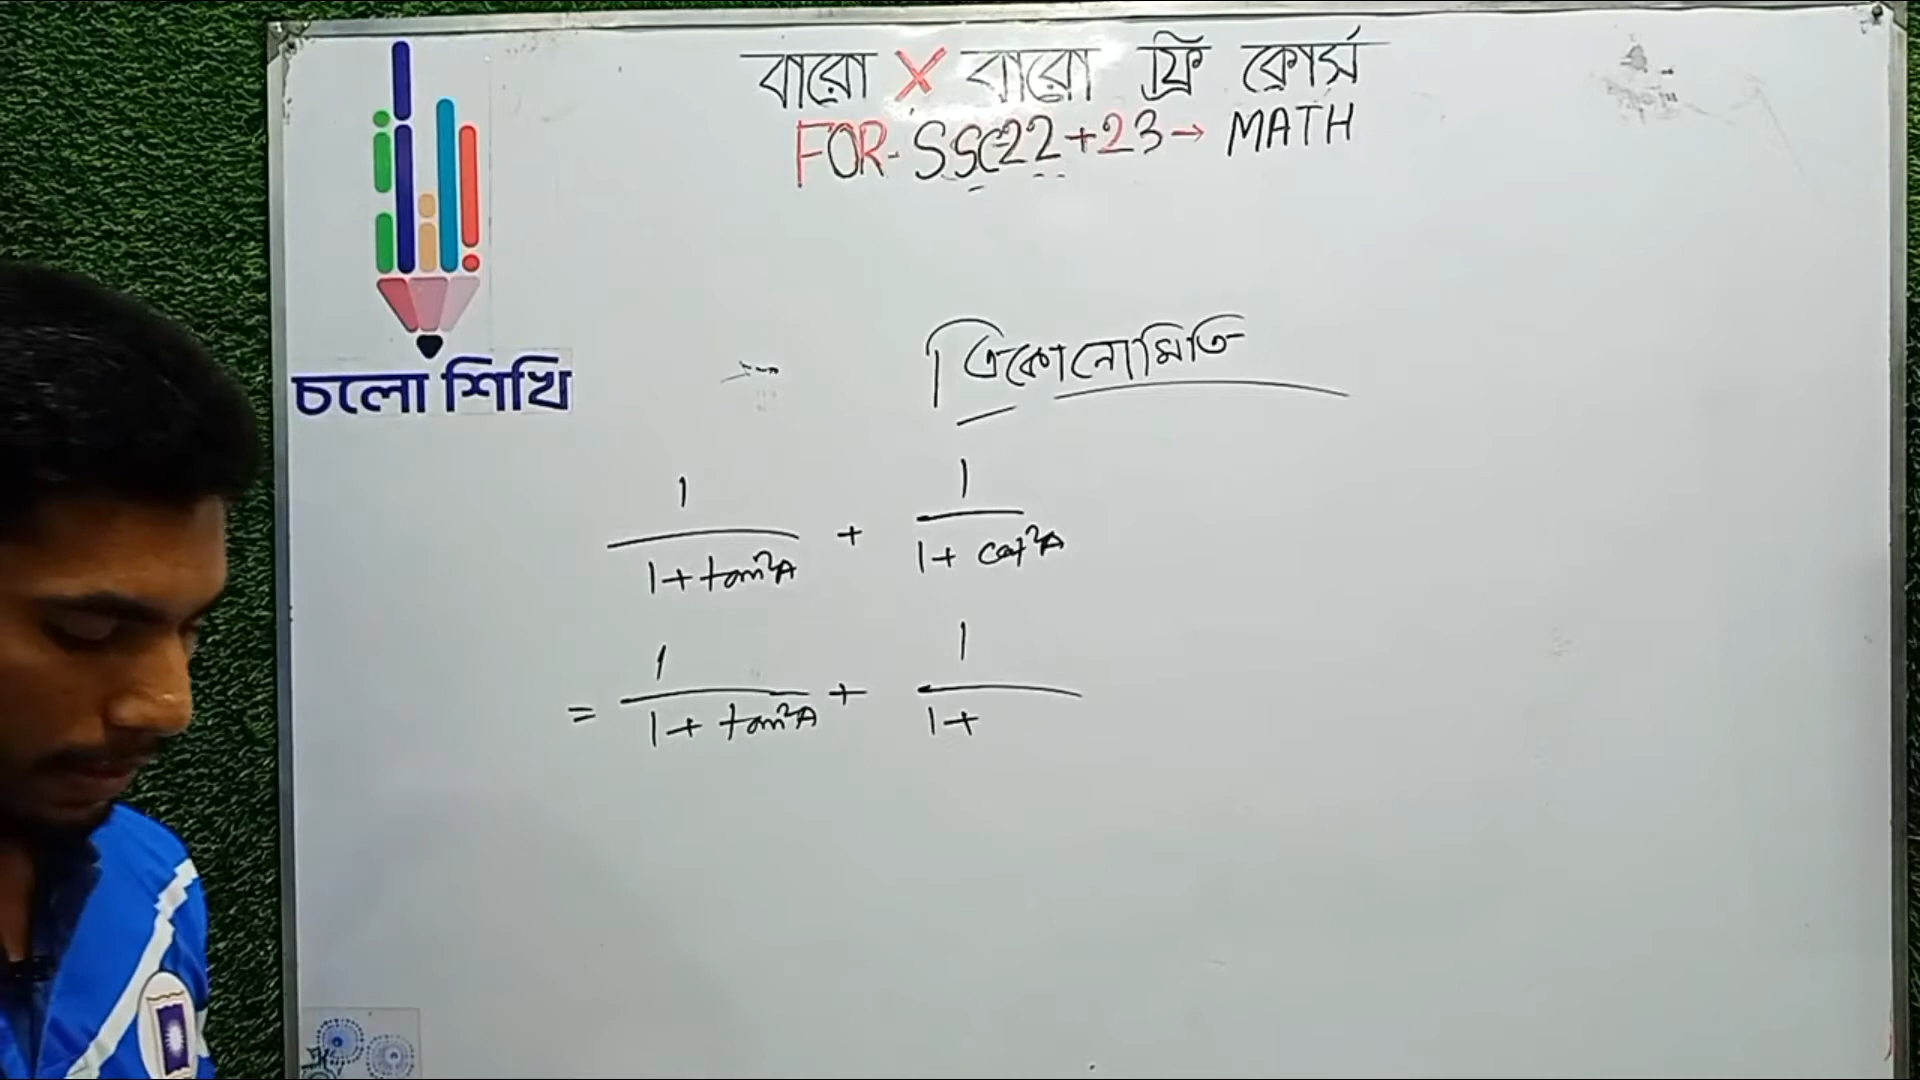 বারো X বারো ফ্রি কোর্স
FOR- SSC22+23→ MATH
চলো শিখি
ত্রিকোনোমিতি
1/(1+tan²A) + 1/(1+cot²A)
= 1/(1+tan²A) + 1/(1+